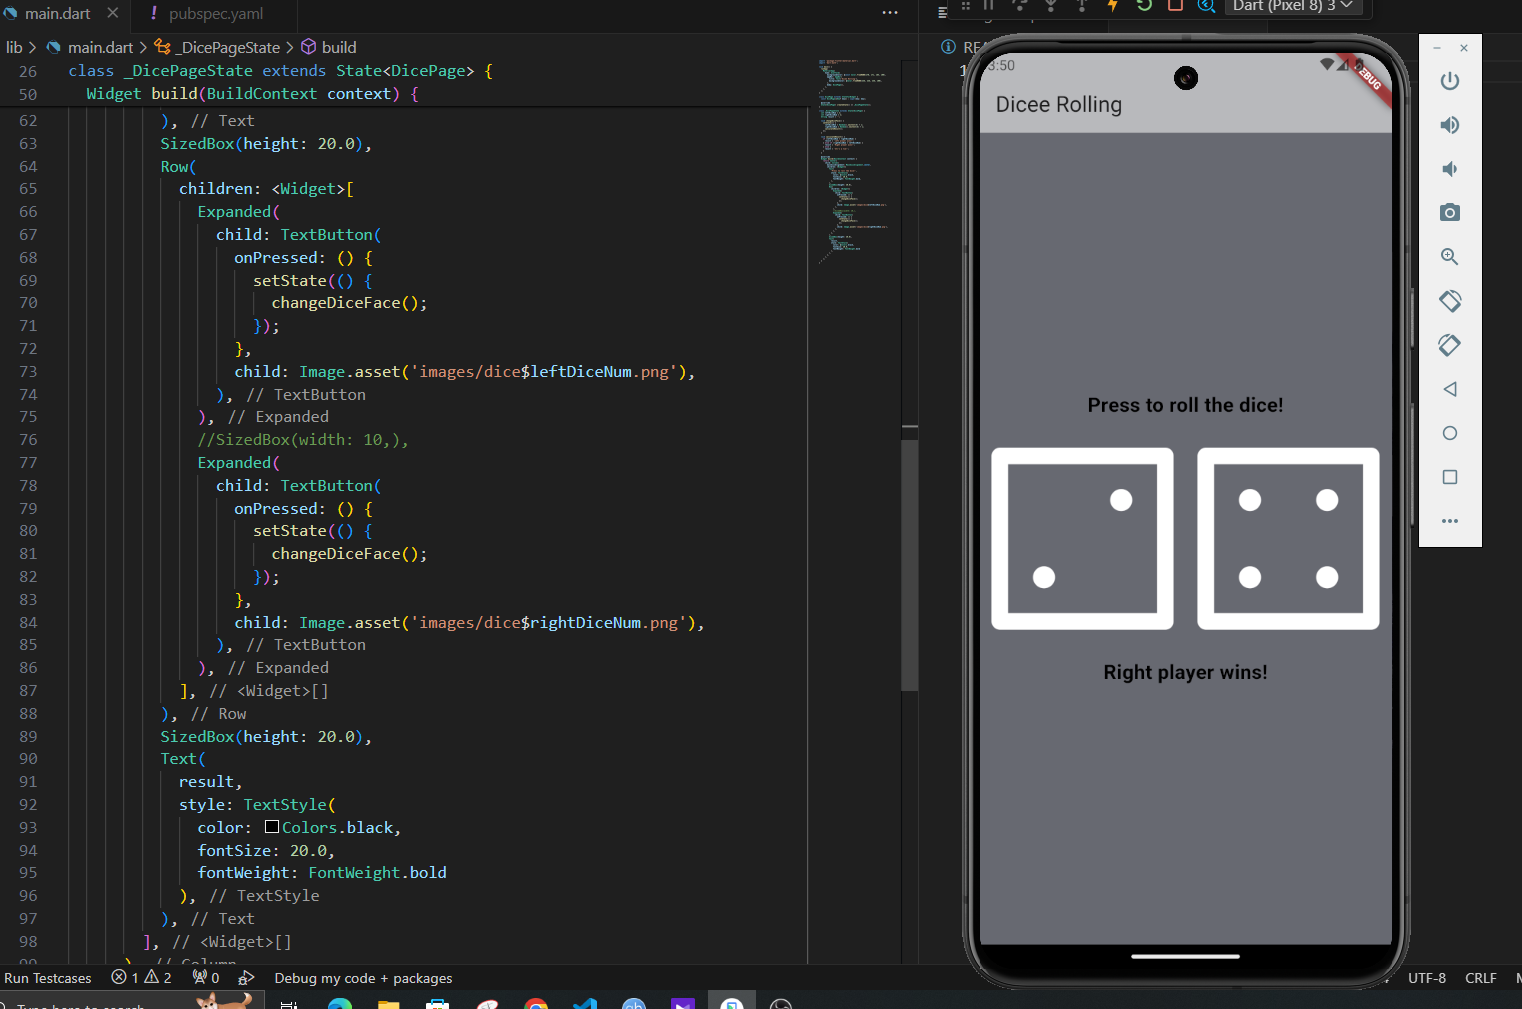 main.dart
pubspec.yaml
Dart (Pixel 8) 3
lib > main.dart > _DicePageState > build
26 class _DicePageState extends State<DicePage> {
50 Widget build(BuildContext context) {
62 ), // Text
63 SizedBox(height: 20.0),
64 Row(
65 children: <Widget>[
66 Expanded(
67 child: TextButton(
68 onPressed: () {
69 setState(() {
70 changeDiceFace();
71 });
72 },
73 child: Image.asset('images/dice$leftDiceNum.png'),
74 ), // TextButton
75 ), // Expanded
76 //SizedBox(width: 10,),
77 Expanded(
78 child: TextButton(
79 onPressed: () {
80 setState(() {
81 changeDiceFace();
82 });
83 },
84 child: Image.asset('images/dice$rightDiceNum.png'),
85 ), // TextButton
86 ), // Expanded
87 ], // <Widget>[]
88 ), // Row
89 SizedBox(height: 20.0),
90 Text(
91 result,
92 style: TextStyle(
93 color: Colors.black,
94 fontSize: 20.0,
95 fontWeight: FontWeight.bold
96 ), // TextStyle
97 ), // Text
98 ], // <Widget>[]
99 ), // Column
3:50
DEBUG
Dicee Rolling
Press to roll the dice!
Right player wins!
Run Testcases 1 2 0 Debug my code + packages
UTF-8 CRLF
Type here to search